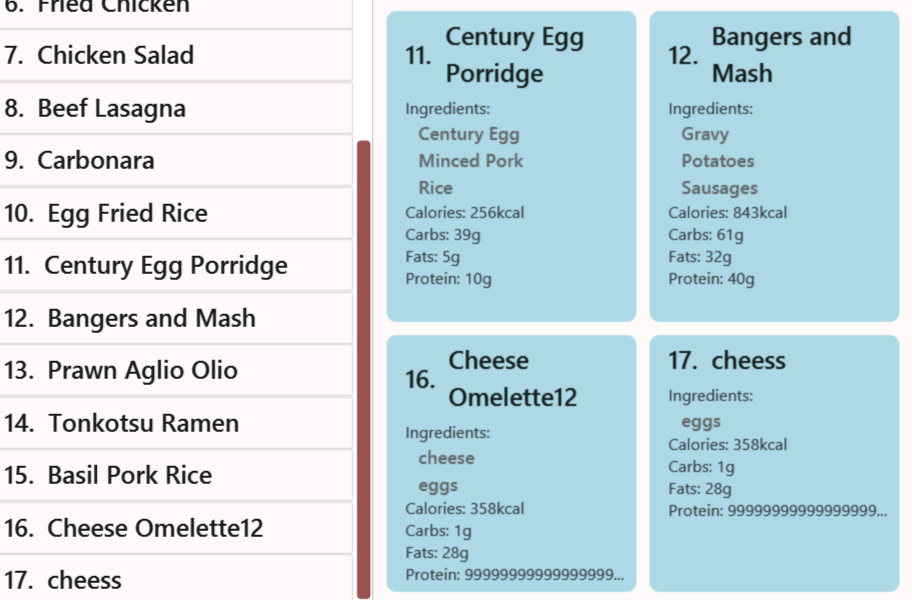 6. Fried Chicken
7. Chicken Salad
8. Beef Lasagna
9. Carbonara
10. Egg Fried Rice
11. Century Egg Porridge
12. Bangers and Mash
13. Prawn Aglio Olio
14. Tonkotsu Ramen
15. Basil Pork Rice
16. Cheese Omelette12
17. cheess
11. Century Egg
Porridge
Ingredients:
Century Egg
Minced Pork
Rice
Calories: 256kcal
Carbs: 39g
Fats: 5g
Protein: 10g
12. Bangers and
Mash
Ingredients:
Gravy
Potatoes
Sausages
Calories: 843kcal
Carbs: 61g
Fats: 32g
Protein: 40g
16. Cheese
Omelette12
Ingredients:
cheese
eggs
Calories: 358kcal
Carbs: 1g
Fats: 28g
Protein: 99999999999999999...
17. cheess
Ingredients:
eggs
Calories: 358kcal
Carbs: 1g
Fats: 28g
Protein: 99999999999999999...